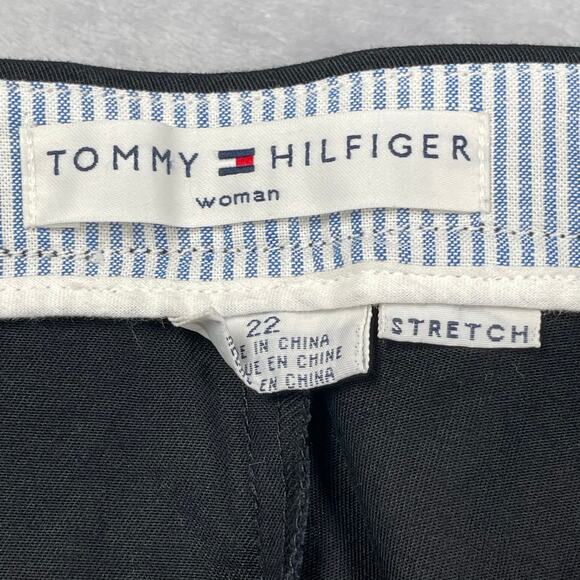 TOMMY HILFIGER
woman
22
IN CHINA
EN CHINE
EN CHINA
STRETCH